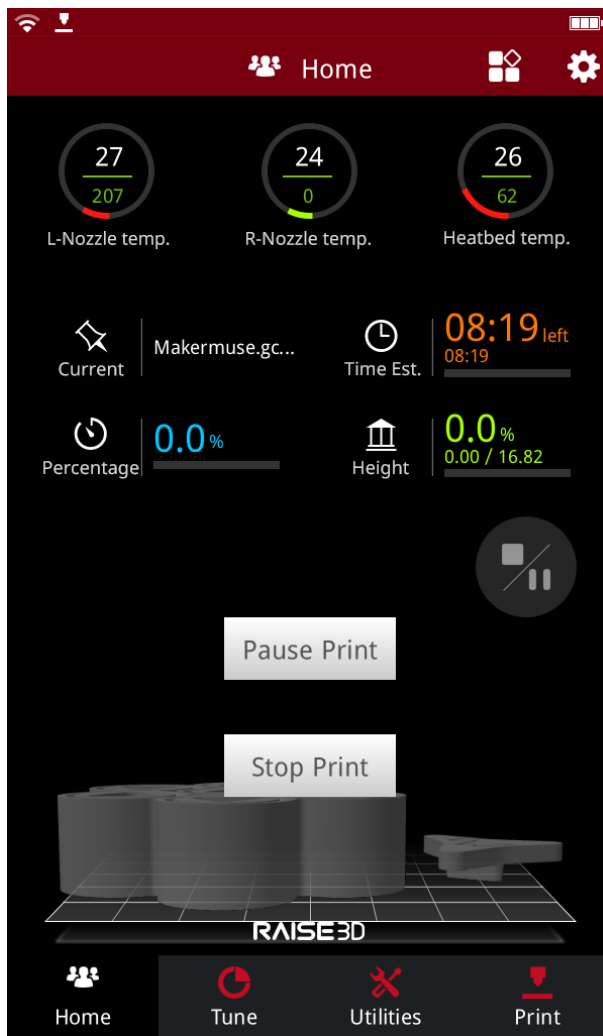 Home
27
207
L-Nozzle temp.
24
0
R-Nozzle temp.
26
62
Heatbed temp.
Current
Makermuse.gc...
Time Est.
08:19 left
08:19
Percentage
0.0 %
Height
0.0 %
0.00 / 16.82
Pause Print
Stop Print
RAISE3D
Home
Tune
Utilities
Print